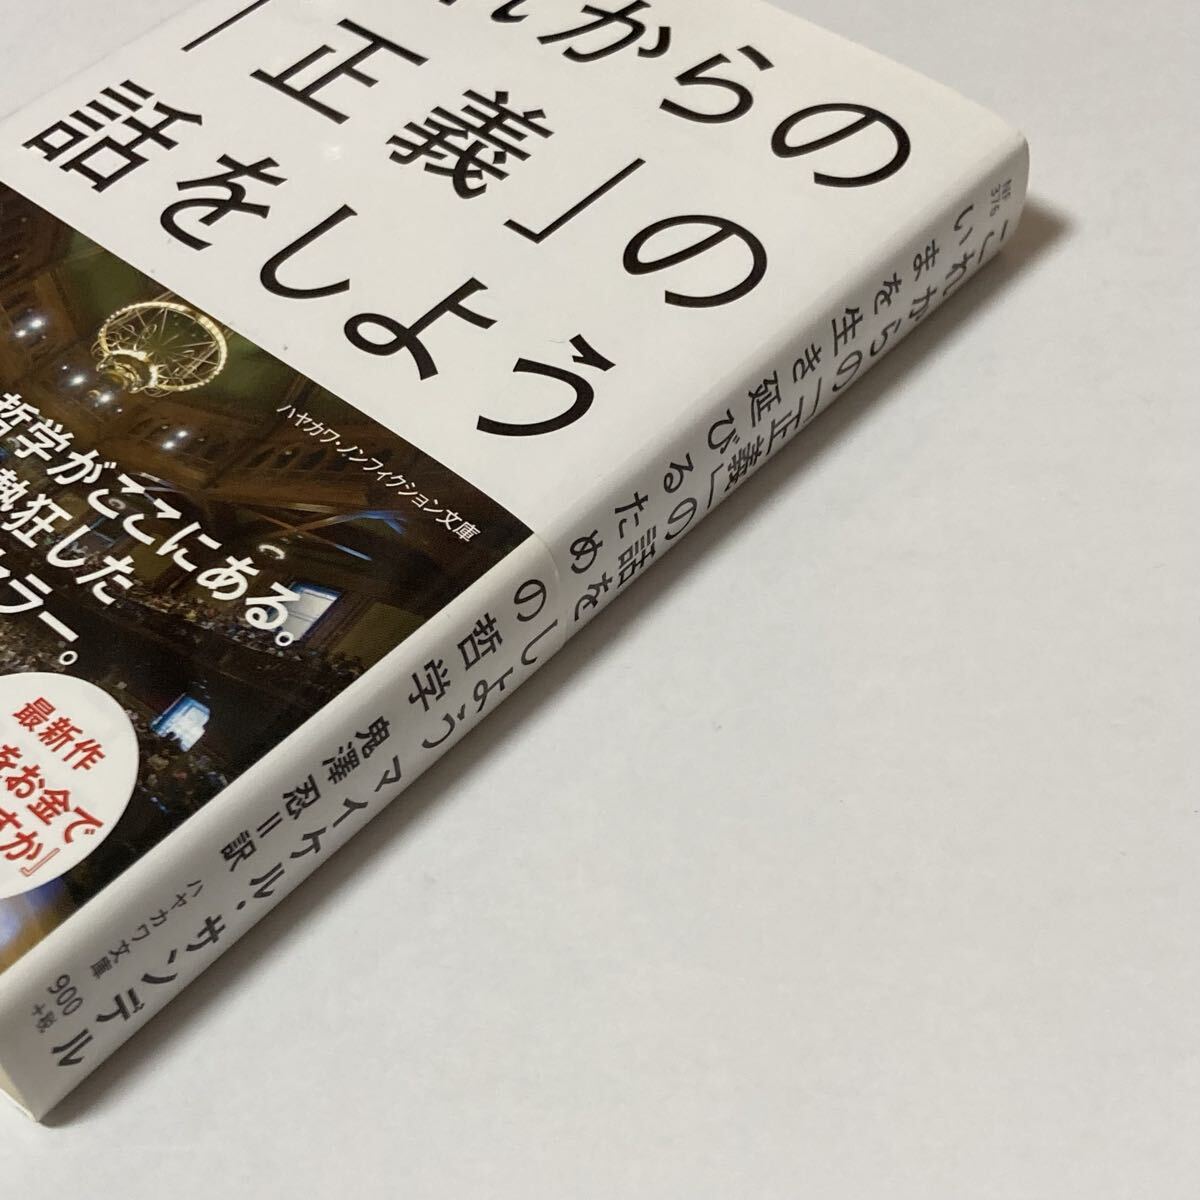 れからの
「正義」の
話をしよう
ハヤカワ・ノンフィクション文庫
哲学がここにある。
熱狂した
セラー。
最新作
をお金で
すか』
NF
376
これからの「正義」の話をしよう
いまを生き延びるための哲学
マイケル・サンデル
鬼澤忍=訳
ハヤカワ文庫
900
+税